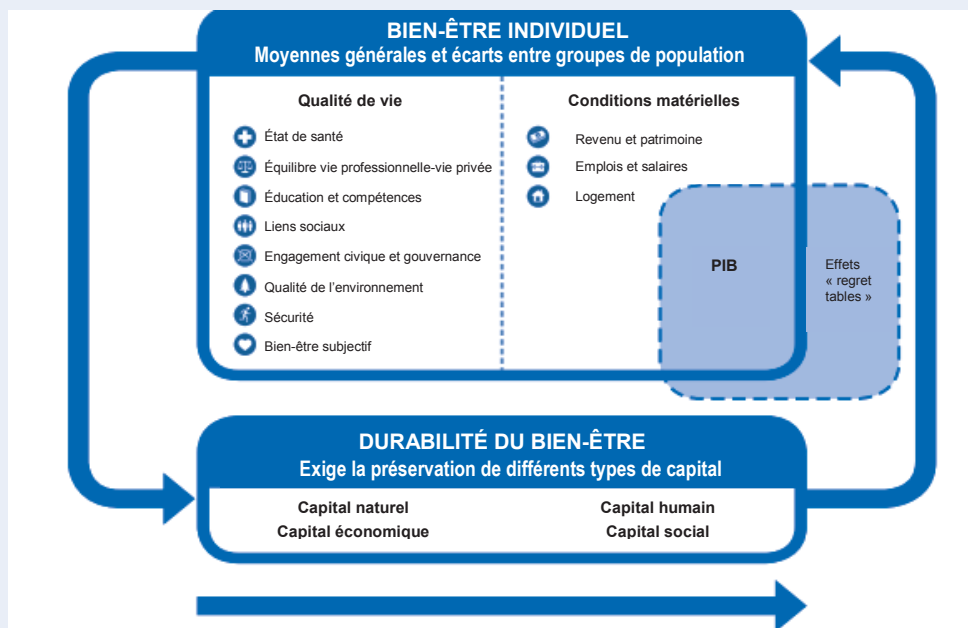 BIEN-ÊTRE INDIVIDUEL
Moyennes générales et écarts entre groupes de population
Qualité de vie
État de santé
Équilibre vie professionnelle-vie privée
Éducation et compétences
Liens sociaux
Engagement civique et gouvernance
Qualité de l’environnement
Sécurité
Bien-être subjectif
Conditions matérielles
Revenu et patrimoine
Emplois et salaires
Logement
PIB
Effets
« regret
tables »
DURABILITÉ DU BIEN-ÊTRE
Exige la préservation de différents types de capital
Capital naturel
Capital humain
Capital économique
Capital social